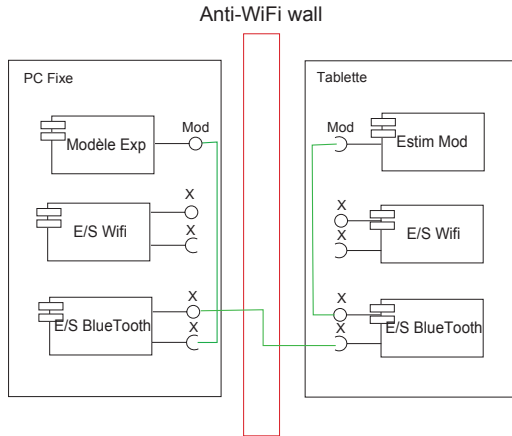 Anti-WiFi wall
PC Fixe
Modèle Exp
Mod
X
E/S Wifi
X
X
E/S BlueTooth
X
Tablette
Mod
Estim Mod
X
X
E/S Wifi
X
X
E/S BlueTooth